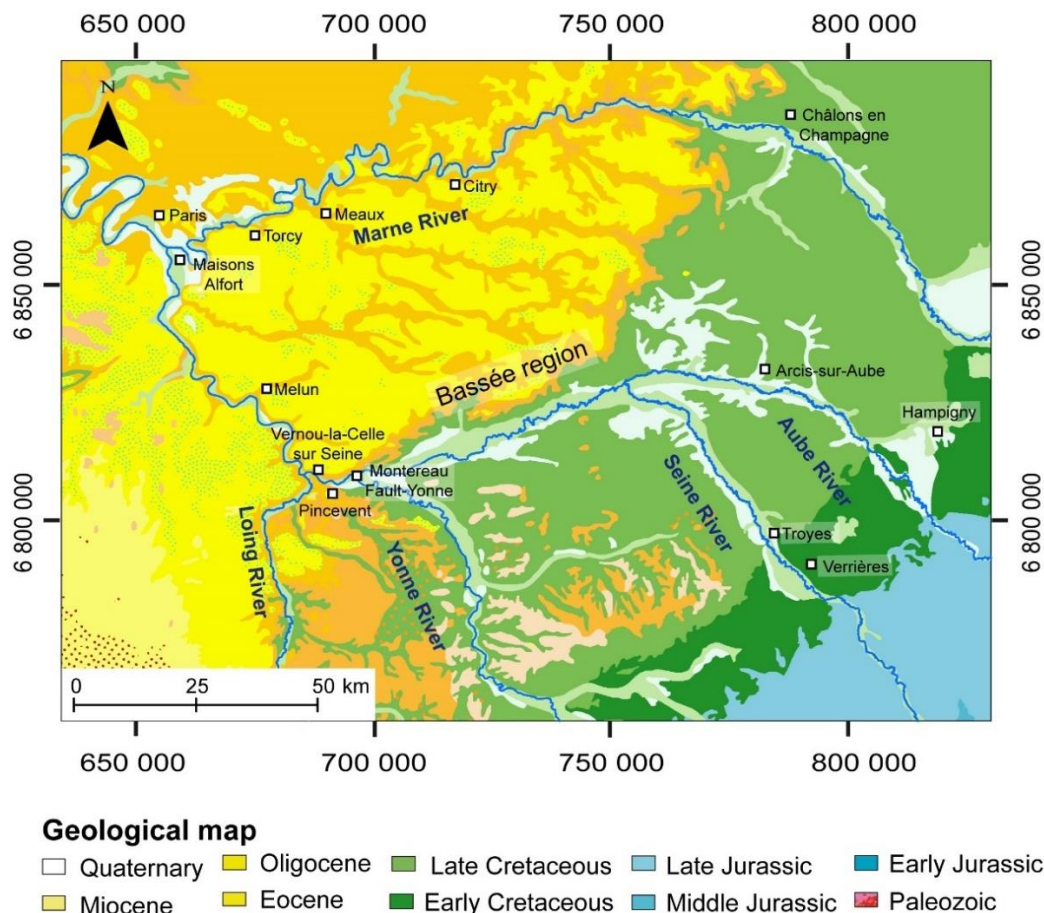 650 000 700 000 750 000 800 000
N
Châlons en
Champagne
Citry
Paris
Meaux
Marne River
Torcy
Maisons
Alfort
6 850 000
6 850 000
Bassée region
Arcis-sur-Aube
Melun
Hampigny
Vernou-la-Celle
sur Seine
Aube River
Montereau
Fault-Yonne
Pincevent
Seine River
6 800 000
6 800 000
Loing River
Troyes
Yonne River
Verrières
0 25 50 km
650 000 700 000 750 000 800 000
Geological map
Quaternary Oligocene Late Cretaceous Late Jurassic Early Jurassic
Miocene Eocene Early Cretaceous Middle Jurassic Paleozoic